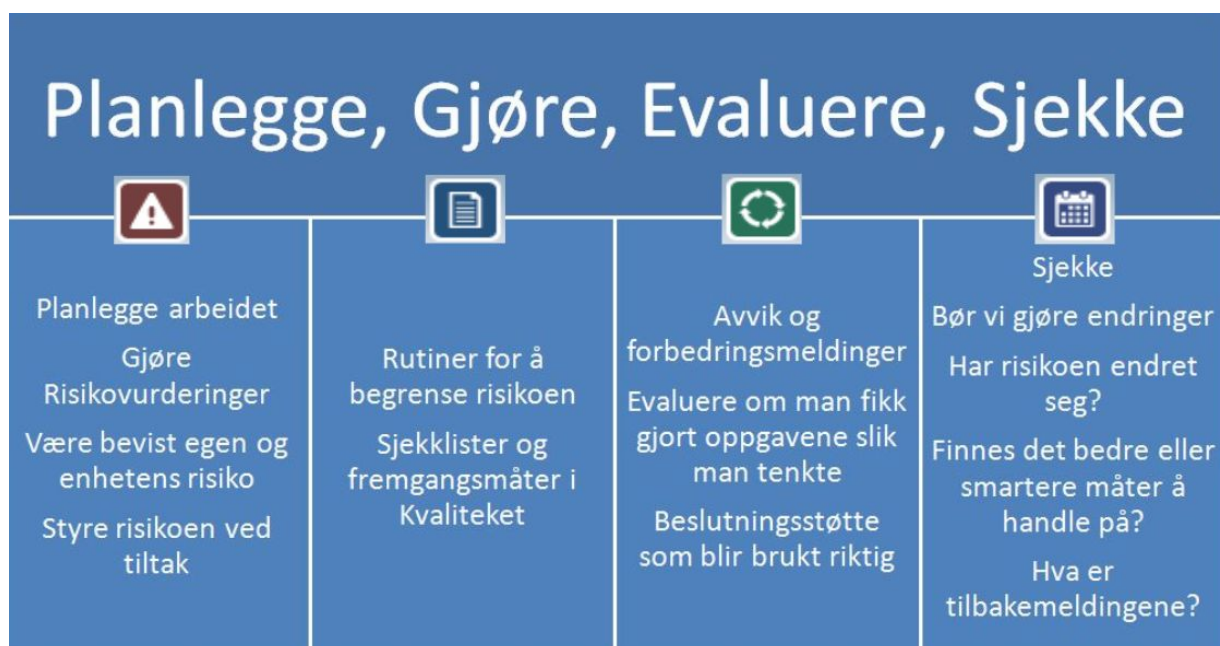 Planlegge, Gjøre, Evaluere, Sjekke
Planlegge arbeidet
Gjøre
Risikovurderinger
Være bevist egen og
enhetens risiko
Styre risikoen ved
tiltak
Rutiner for å
begrense risikoen
Sjekklister og
fremgangsmåter i
Kvaliteket
Avvik og
forbedringsmeldinger
Evaluere om man fikk
gjort oppgavene slik
man tenkte
Beslutningsstøtte
som blir brukt riktig
Sjekke
Bør vi gjøre endringer
Har risikoen endret
seg?
Finnes det bedre eller
smartere måter å
handle på?
Hva er
tilbakemeldingene?